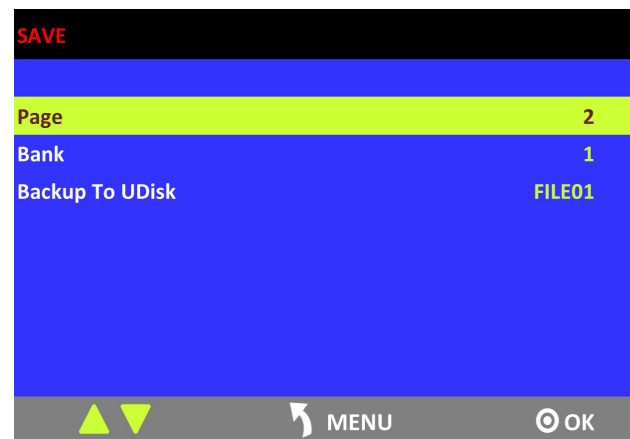 SAVE
Page 2
Bank 1
Backup To UDisk FILE01
MENU OK